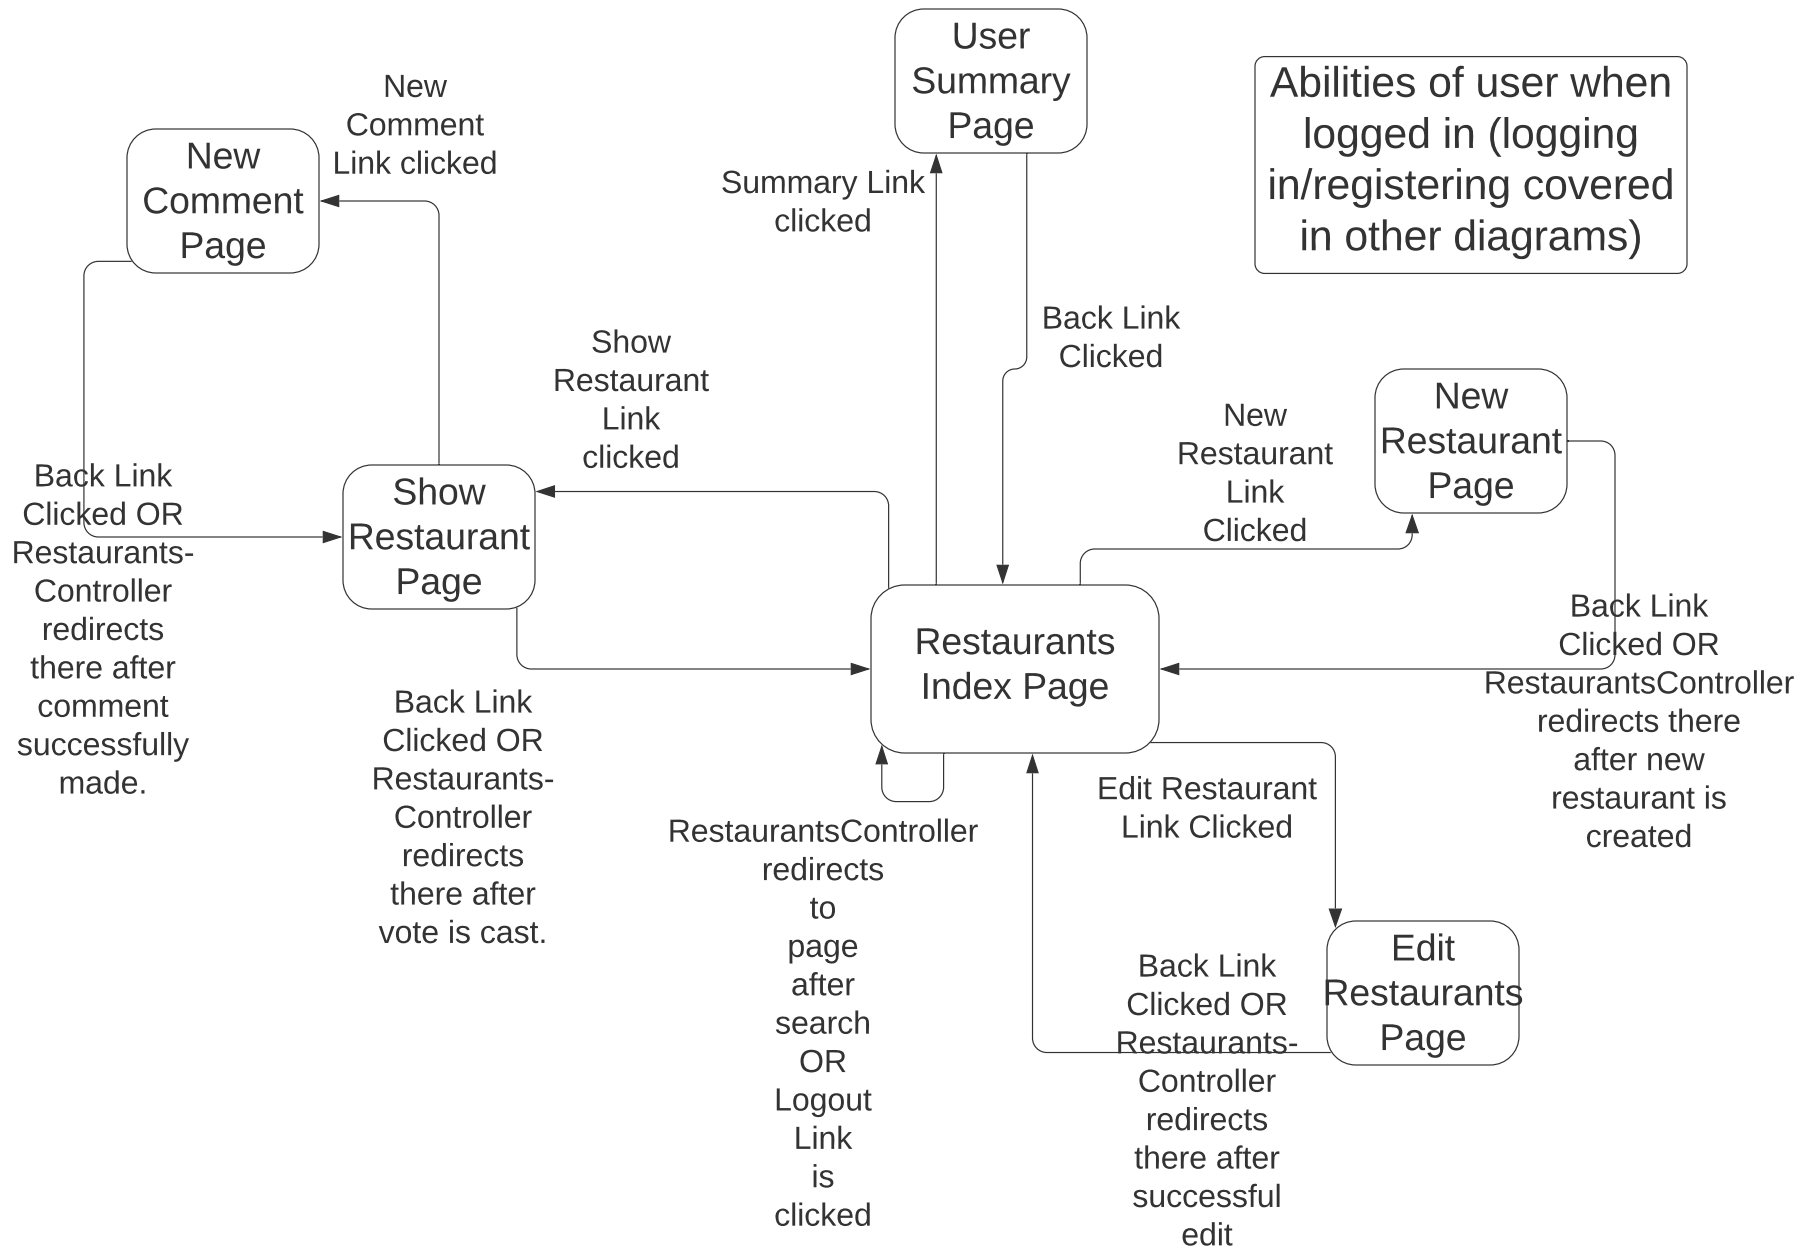 User
Summary
Page
Abilities of user when
logged in (logging
in/registering covered
in other diagrams)
New
Comment
Link clicked
New
Comment
Page
Summary Link
clicked
Back Link
Clicked
Show
Restaurant
Link
clicked
New
Restaurant
Link
Clicked
New
Restaurant
Page
Back Link
Clicked OR
Restaurants-
Controller
redirects
there after
comment
successfully
made.
Show
Restaurant
Page
Restaurants
Index Page
Back Link
Clicked OR
RestaurantsController
redirects there
after new
restaurant is
created
Back Link
Clicked OR
Restaurants-
Controller
redirects
there after
vote is cast.
RestaurantsController
redirects
to
page
after
search
OR
Logout
Link
is
clicked
Edit Restaurant
Link Clicked
Back Link
Clicked OR
Restaurants-
Controller
redirects
there after
successful
edit
Edit
Restaurants
Page